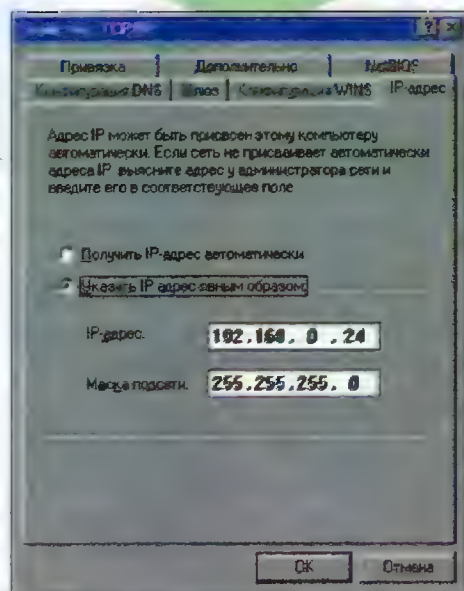 ? ×
Привязка Дополнительно NetBIOS
Конфигурация DNS Шлюз Конфигурация WINS IP-адрес
Адрес IP может быть присвоен этому компьютеру
автоматически. Если сеть не присваивает автоматически
адреса IP, выясните адрес у администратора сети и
введите его в соответствующее поле
Получить IP-адрес автоматически
Указать IP-адрес явным образом:
IP-адрес:
192.168. 0 .24
Маска подсети:
255.255.255. 0
OK Отмена